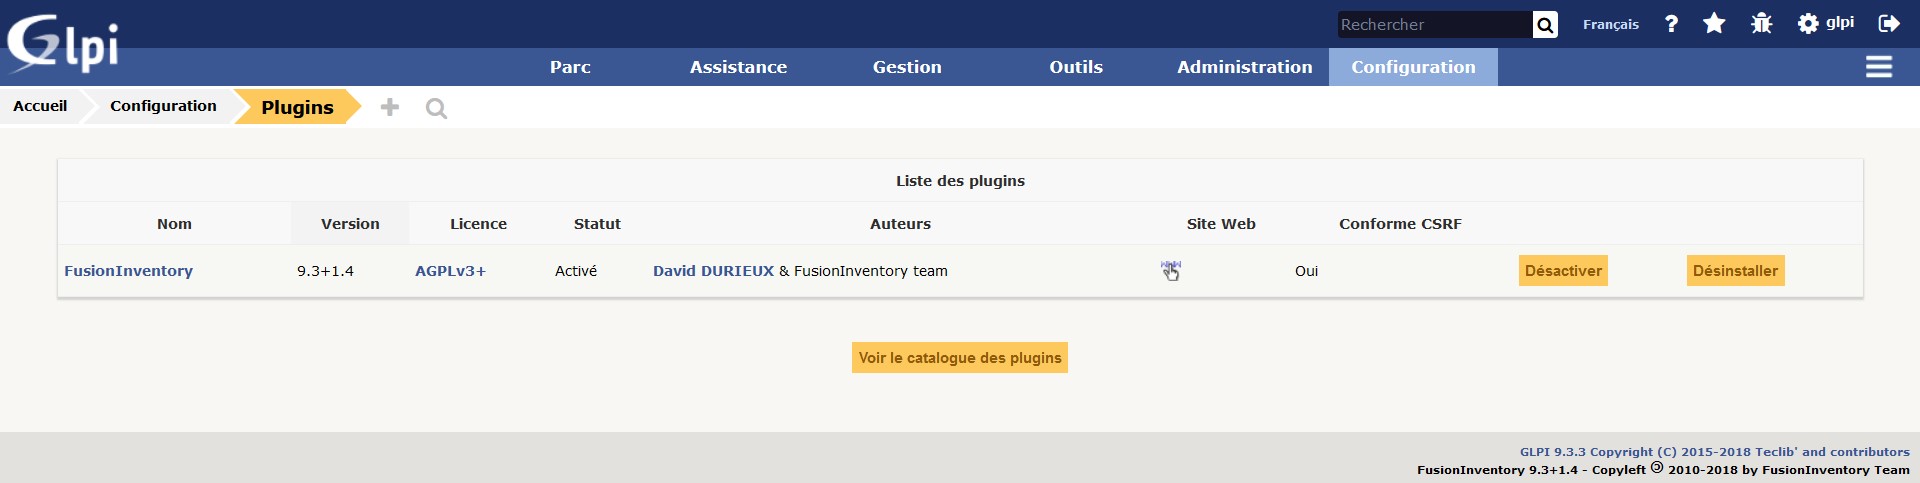 Glpi
Rechercher Français ? glpi
Parc Assistance Gestion Outils Administration Configuration
Accueil Configuration Plugins
Liste des plugins
Nom Version Licence Statut Auteurs Site Web Conforme CSRF
FusionInventory 9.3+1.4 AGPLv3+ Activé David DURIEUX & FusionInventory team Oui Désactiver Désinstaller
Voir le catalogue des plugins
GLPI 9.3.3 Copyright (C) 2015-2018 Teclib' and contributors
FusionInventory 9.3+1.4 - Copyleft 🄯 2010-2018 by FusionInventory Team